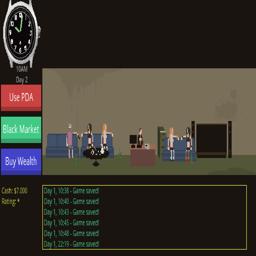 10AM
Day 2
Use PDA
Black Market
Buy Wealth
Cash: $7.000
Rating: *
Day 1, 10:38 - Game saved!
Day 1, 10:40 - Game saved!
Day 1, 10:43 - Game saved!
Day 1, 10:45 - Game saved!
Day 1, 10:48 - Game saved!
Day 1, 22:19 - Game saved!